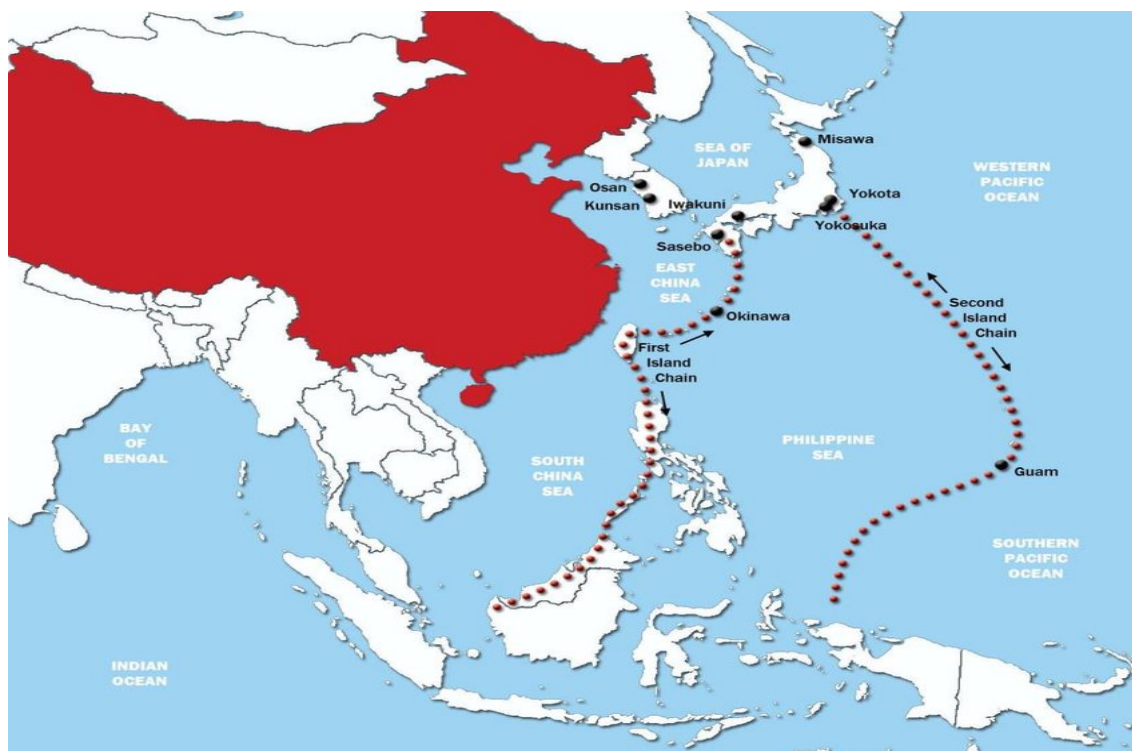 SEA OF
JAPAN
Misawa
WESTERN
PACIFIC
OCEAN
Osan
Kunsan
Iwakuni
Yokota
Yokosuka
Sasebo
EAST
CHINA
SEA
Okinawa
Second
Island
Chain
First
Island
Chain
BAY
OF
BENGAL
PHILIPPINE
SEA
SOUTH
CHINA
SEA
Guam
SOUTHERN
PACIFIC
OCEAN
INDIAN
OCEAN